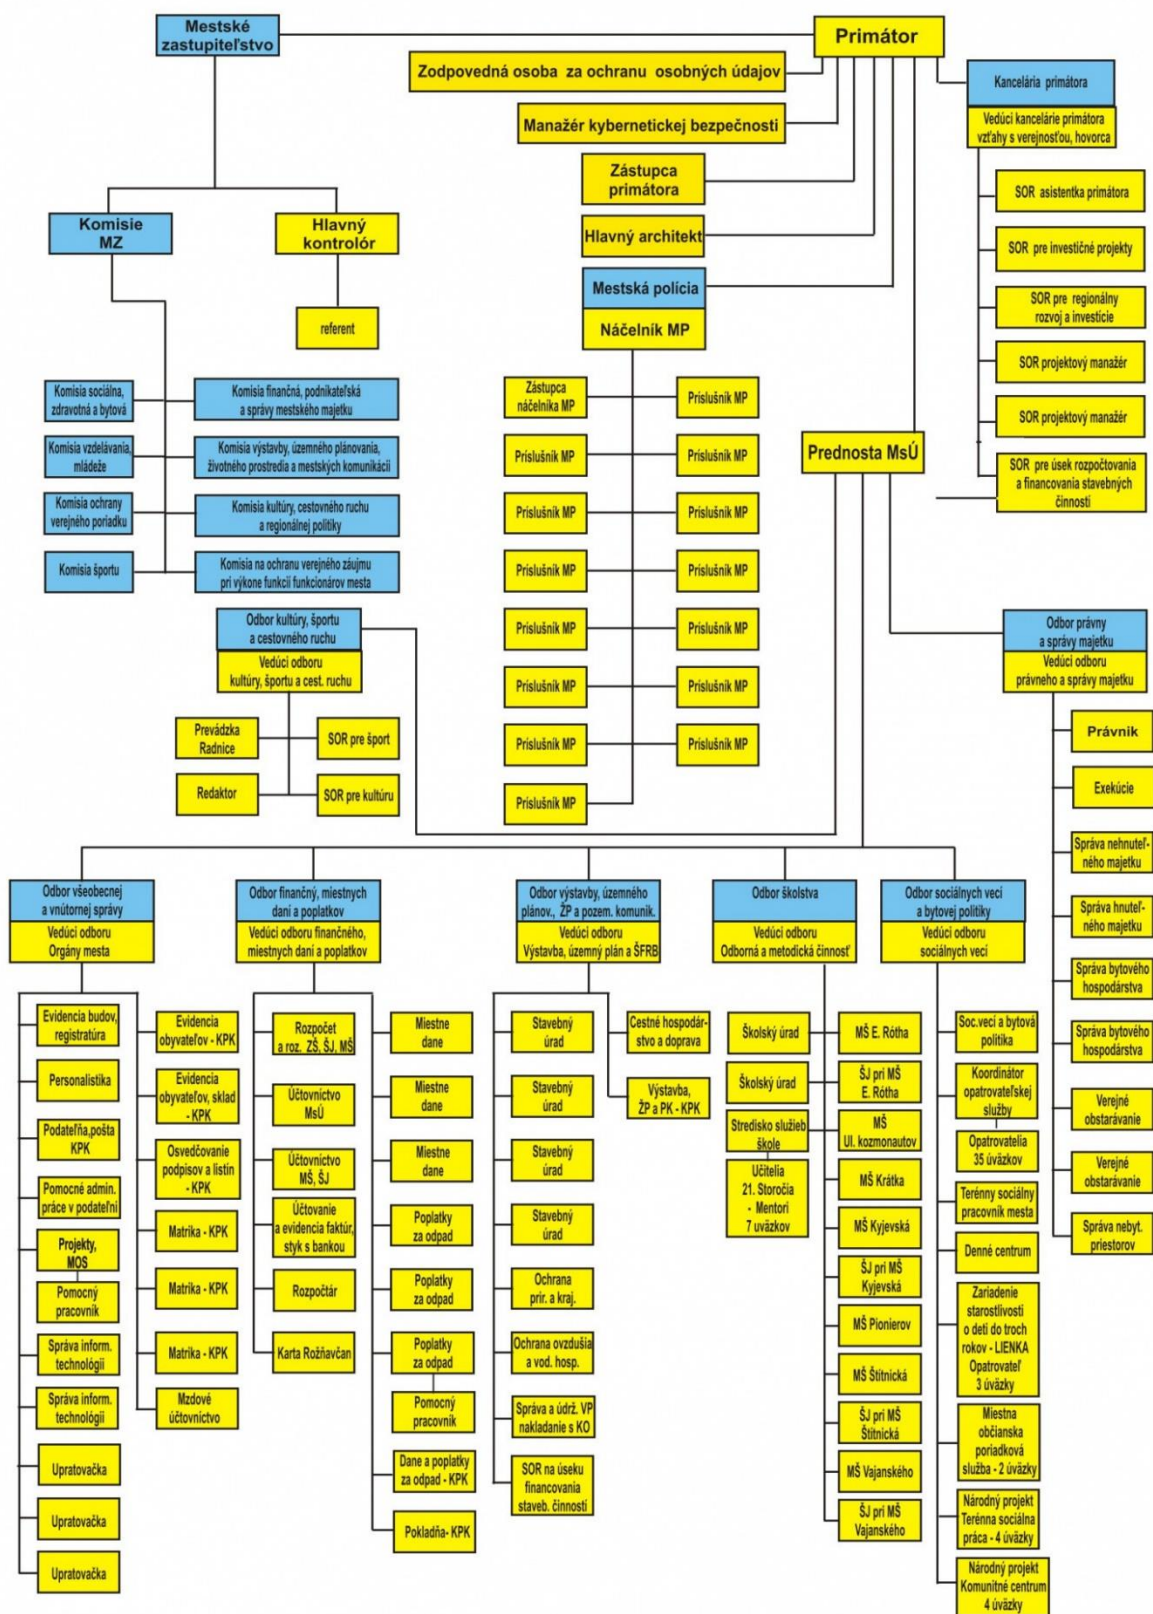 Mestské
zastupiteľstvo
Primátor
Zodpovedná osoba za ochranu osobných údajov
Manažér kybernetickej bezpečnosti
Zástupca
primátora
Hlavný architekt
Kancelária primátora
Vedúci kancelárie primátora
vzťahy s verejnosťou, hovorca
SOR asistentka primátora
SOR pre investičné projekty
SOR pre regionálny
rozvoj a investície
SOR projektový manažér
SOR projektový manažér
SOR pre úsek rozpočtovania
a financovania stavebných
činností
Komisie
MZ
Hlavný
kontrolór
referent
Komisia sociálna,
zdravotná a bytová
Komisia finančná, podnikateľská
a správy mestského majetku
Komisia vzdelávania,
mládeže
Komisia výstavby, územného plánovania,
životného prostredia a mestských komunikácii
Komisia ochrany
verejného poriadku
Komisia kultúry, cestovného ruchu
a regionálnej politiky
Komisia športu
Komisia na ochranu verejného záujmu
pri výkone funkcií funkcionárov mesta
Mestská polícia
Náčelník MP
Zástupca
náčelníka MP
Príslušník MP
Príslušník MP
Príslušník MP
Príslušník MP
Príslušník MP
Príslušník MP
Príslušník MP
Príslušník MP
Príslušník MP
Príslušník MP
Príslušník MP
Príslušník MP
Príslušník MP
Príslušník MP
Prednosta MsÚ
Odbor kultúry, športu
a cestovného ruchu
Vedúci odboru
kultúry, športu a cest. ruchu
Prevádzka
Radnice
SOR pre šport
Redaktor
SOR pre kultúru
Odbor právny
a správy majetku
Vedúci odboru
právneho a správy majetku
Právnik
Exekúcie
Správa nehnuteľ-
ného majetku
Správa hnuteľ-
ného majetku
Správa bytového
hospodárstva
Správa bytového
hospodárstva
Verejné
obstarávanie
Verejné
obstarávanie
Správa nebyt.
priestorov
Odbor všeobecnej
a vnútornej správy
Vedúci odboru
Orgány mesta
Evidencia budov,
registratúra
Personalistika
Podateľňa,pošta
KPK
Pomocné admin.
práce v podateľni
Projekty,
MOS
Pomocný
pracovník
Správa inform.
technológii
Správa inform.
technológii
Upratovačka
Upratovačka
Upratovačka
Evidencia
obyvateľov - KPK
Evidencia
obyvateľov, sklad
- KPK
Osvedčovanie
podpisov a listín
- KPK
Matrika - KPK
Matrika - KPK
Matrika - KPK
Mzdové
účtovníctvo
Odbor finančný, miestnych
daní a poplatkov
Vedúci odboru finančného,
miestnych daní a poplatkov
Rozpočet
a roz. ZŠ, ŠJ, MŠ
Účtovníctvo
MsÚ
Účtovníctvo
MŠ, ŠJ
Účtovanie
a evidencia faktúr,
styk s bankou
Rozpočtár
Karta Rožňavčan
Miestne
dane
Miestne
dane
Miestne
dane
Poplatky
za odpad
Poplatky
za odpad
Poplatky
za odpad
Pomocný
pracovník
Dane a poplatky
za odpad - KPK
Pokladňa- KPK
Odbor výstavby, územného
plánov., ŽP a pozem. komunik.
Vedúci odboru
Výstavba, územný plán a ŠFRB
Stavebný
úrad
Stavebný
úrad
Stavebný
úrad
Stavebný
úrad
Ochrana
prír. a kraj.
Ochrana ovzdušia
a vod. hosp.
Správa a údrž. VP
nakladanie s KO
SOR na úseku
financovania
staveb. činností
Cestné hospodár-
stvo a doprava
Výstavba,
ŽP a PK - KPK
Odbor školstva
Vedúci odboru
Odborná a metodická činnosť
Školský úrad
Školský úrad
Stredisko služieb
škole
Učitelia
21. Storočia
- Mentori
7 uväzkov
MŠ E. Rótha
ŠJ pri MŠ
E. Rótha
MŠ
Ul. kozmonautov
MŠ Krátka
MŠ Kyjevská
ŠJ pri MŠ
Kyjevská
MŠ Pionierov
MŠ Štítnická
ŠJ pri MŠ
Štítnická
MŠ Vajanského
ŠJ pri MŠ
Vajanského
Odbor sociálnych vecí
a bytovej politiky
Vedúci odboru
sociálnych vecí
Soc.vecí a bytová
politika
Koordinátor
opatrovateľskej
služby
Opatrovatelia
35 úväzkov
Terénny sociálny
pracovník mesta
Denné centrum
Zariadenie
starostlivosti
o deti do troch
rokov - LIENKA
Opatrovateľ
3 úväzky
Miestna
občianska
poriadková
služba - 2 úväzky
Národný projekt
Terénna sociálna
práca - 4 úväzky
Národný projekt
Komunitné centrum
4 úväzky